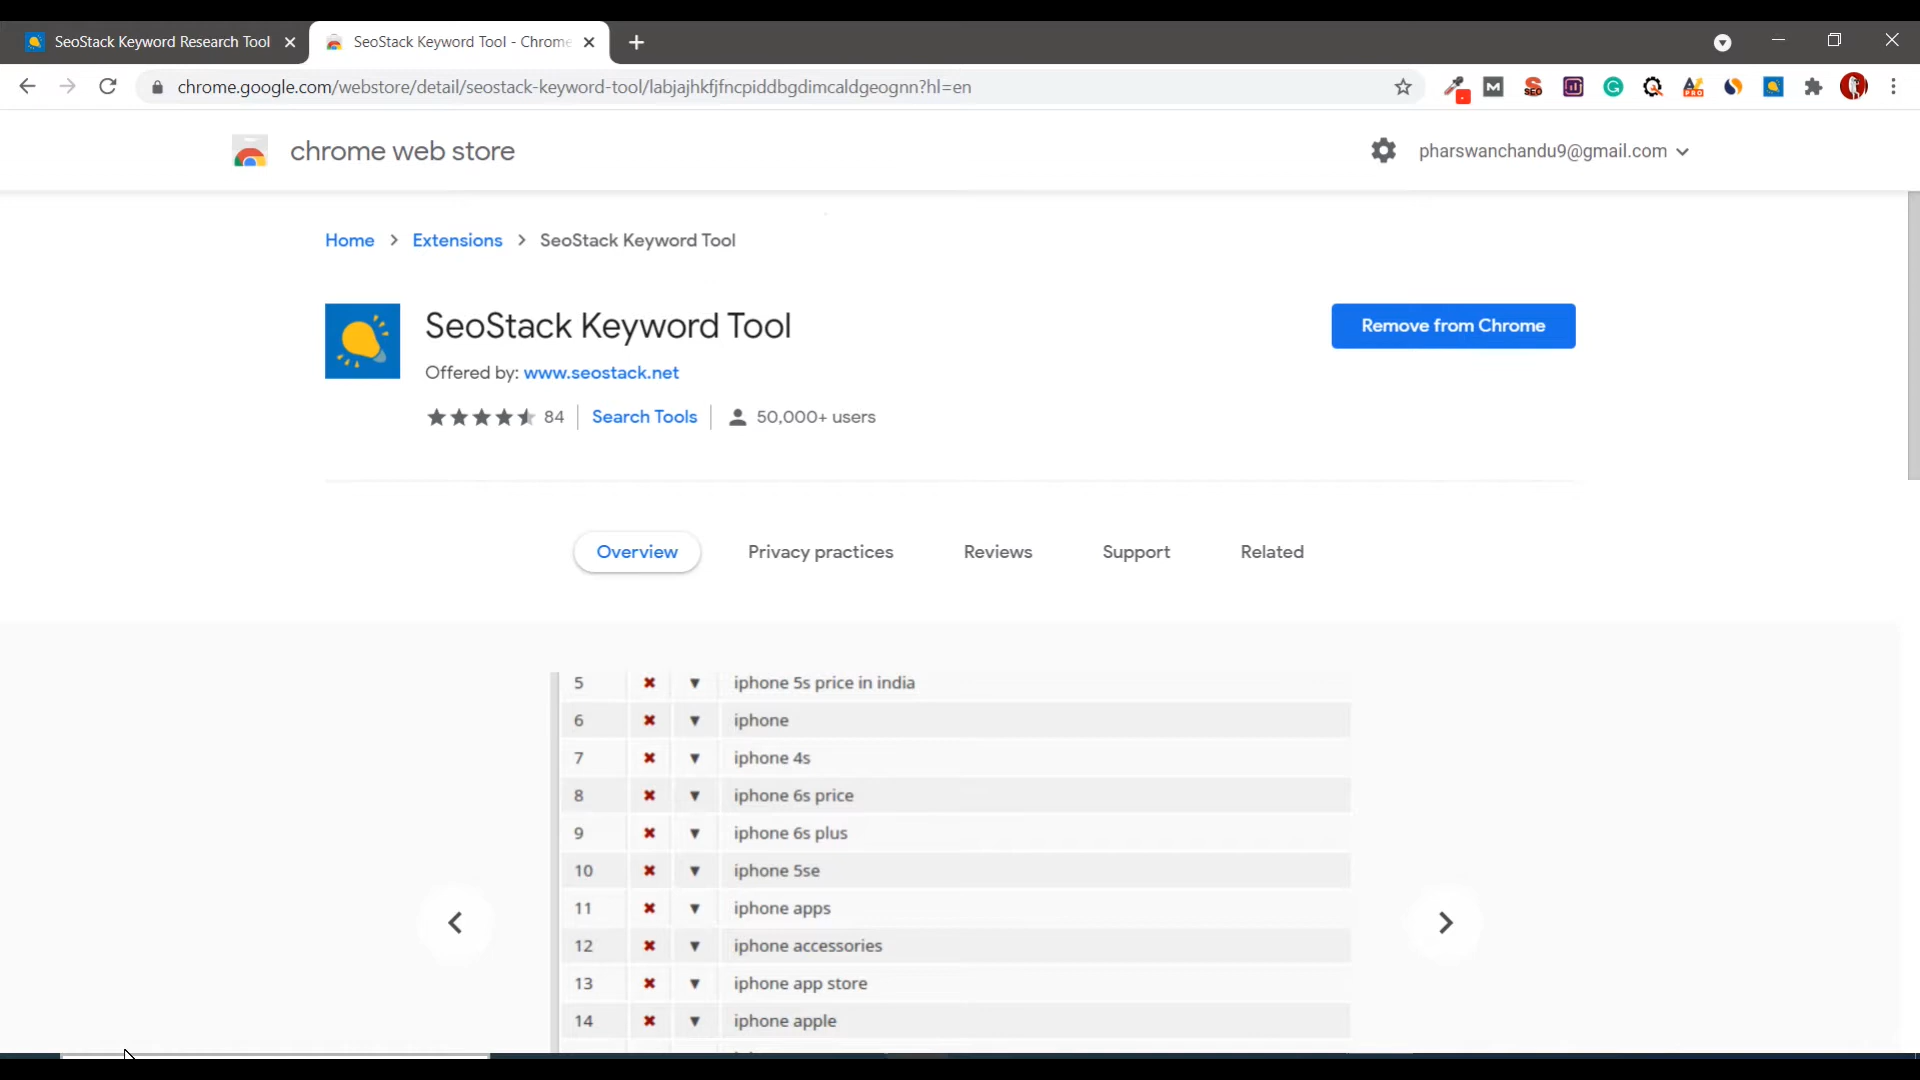 SeoStack Keyword Research Tool
SeoStack Keyword Tool - Chrome
chrome.google.com/webstore/detail/seostack-keyword-tool/labjajhkfjfncpiddbgdimcaldgeognn?hl=en
chrome web store
pharswanchandu9@gmail.com
Home > Extensions > SeoStack Keyword Tool
SeoStack Keyword Tool
Remove from Chrome
Offered by: www.seostack.net
84 Search Tools 50,000+ users
Overview Privacy practices Reviews Support Related
5 iphone 5s price in india
6 iphone
7 iphone 4s
8 iphone 6s price
9 iphone 6s plus
10 iphone 5se
11 iphone apps
12 iphone accessories
13 iphone app store
14 iphone apple